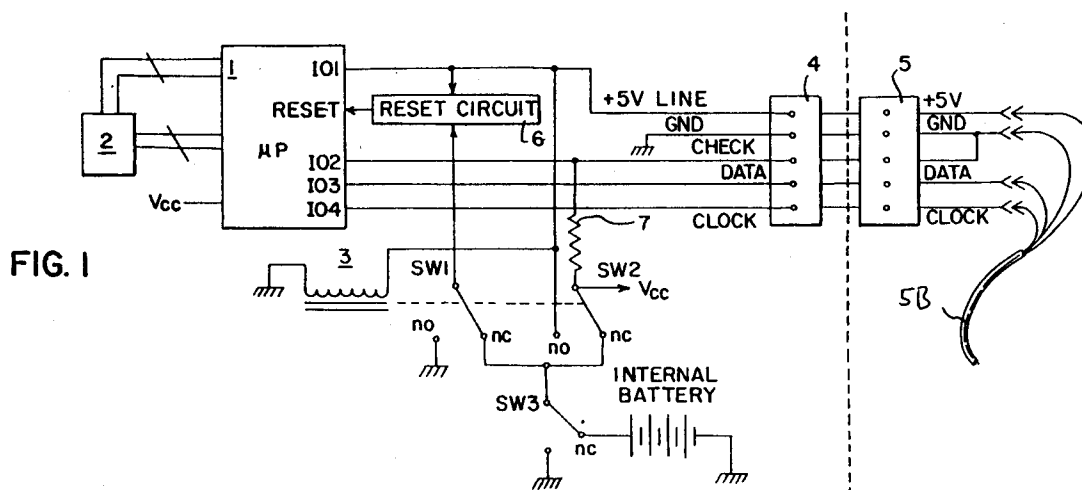 1
IO1
4
5
+5V LINE
+5V
RESET
RESET CIRCUIT
GND
GND
6
2
µP
CHECK
IO2
DATA
DATA
IO3
Vcc
IO4
7
CLOCK
CLOCK
FIG. 1
3
SW1
SW2
Vcc
5B
no
nc
no
nc
INTERNAL
BATTERY
SW3
nc